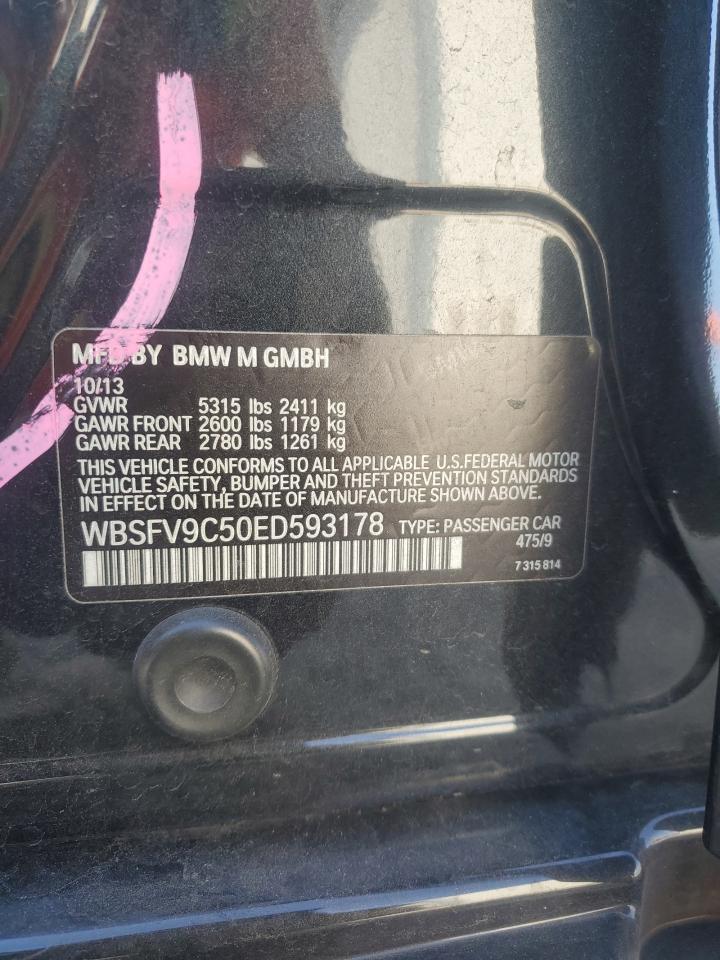 MFD BY BMW M GMBH
10/13
GVWR 5315 lbs 2411 kg
GAWR FRONT 2600 lbs 1179 kg
GAWR REAR 2780 lbs 1261 kg
THIS VEHICLE CONFORMS TO ALL APPLICABLE U.S.FEDERAL MOTOR
VEHICLE SAFETY, BUMPER AND THEFT PREVENTION STANDARDS
IN EFFECT ON THE DATE OF MANUFACTURE SHOWN ABOVE.
WBSFV9C50ED593178 TYPE: PASSENGER CAR
475/9
7 315 814